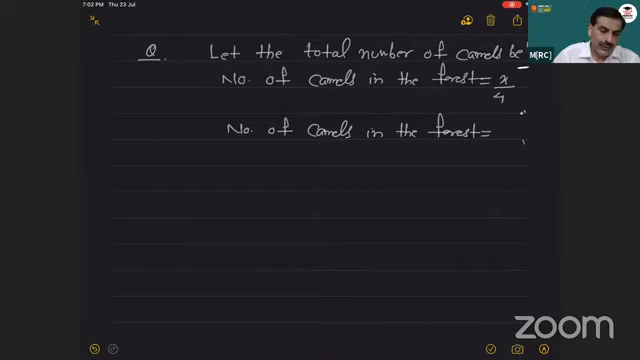 7:02 PM Thu 23 Jul
Q. Let the total number of camels be
No. of camels in the forest = x/4
No. of camels in the forest =
M[RC]
zoom